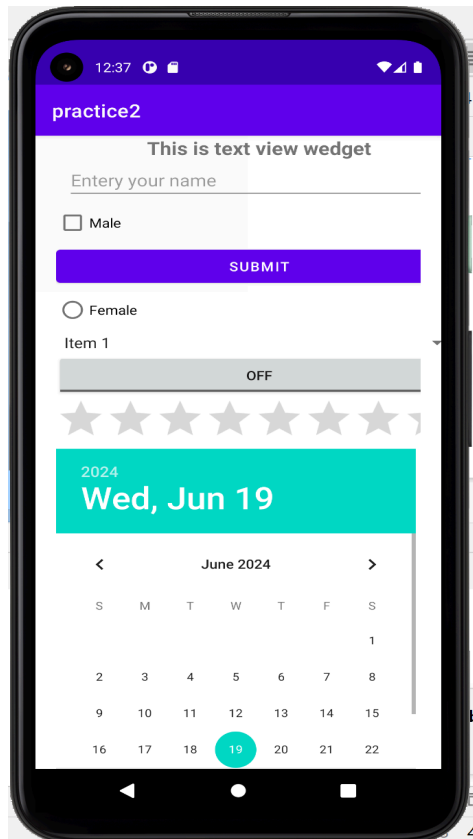 12:37
practice2
This is text view wedget
Entery your name
Male
SUBMIT
Female
Item 1
OFF
2024
Wed, Jun 19
June 2024
S M T W T F S
1
2 3 4 5 6 7 8
9 10 11 12 13 14 15
16 17 18 19 20 21 22